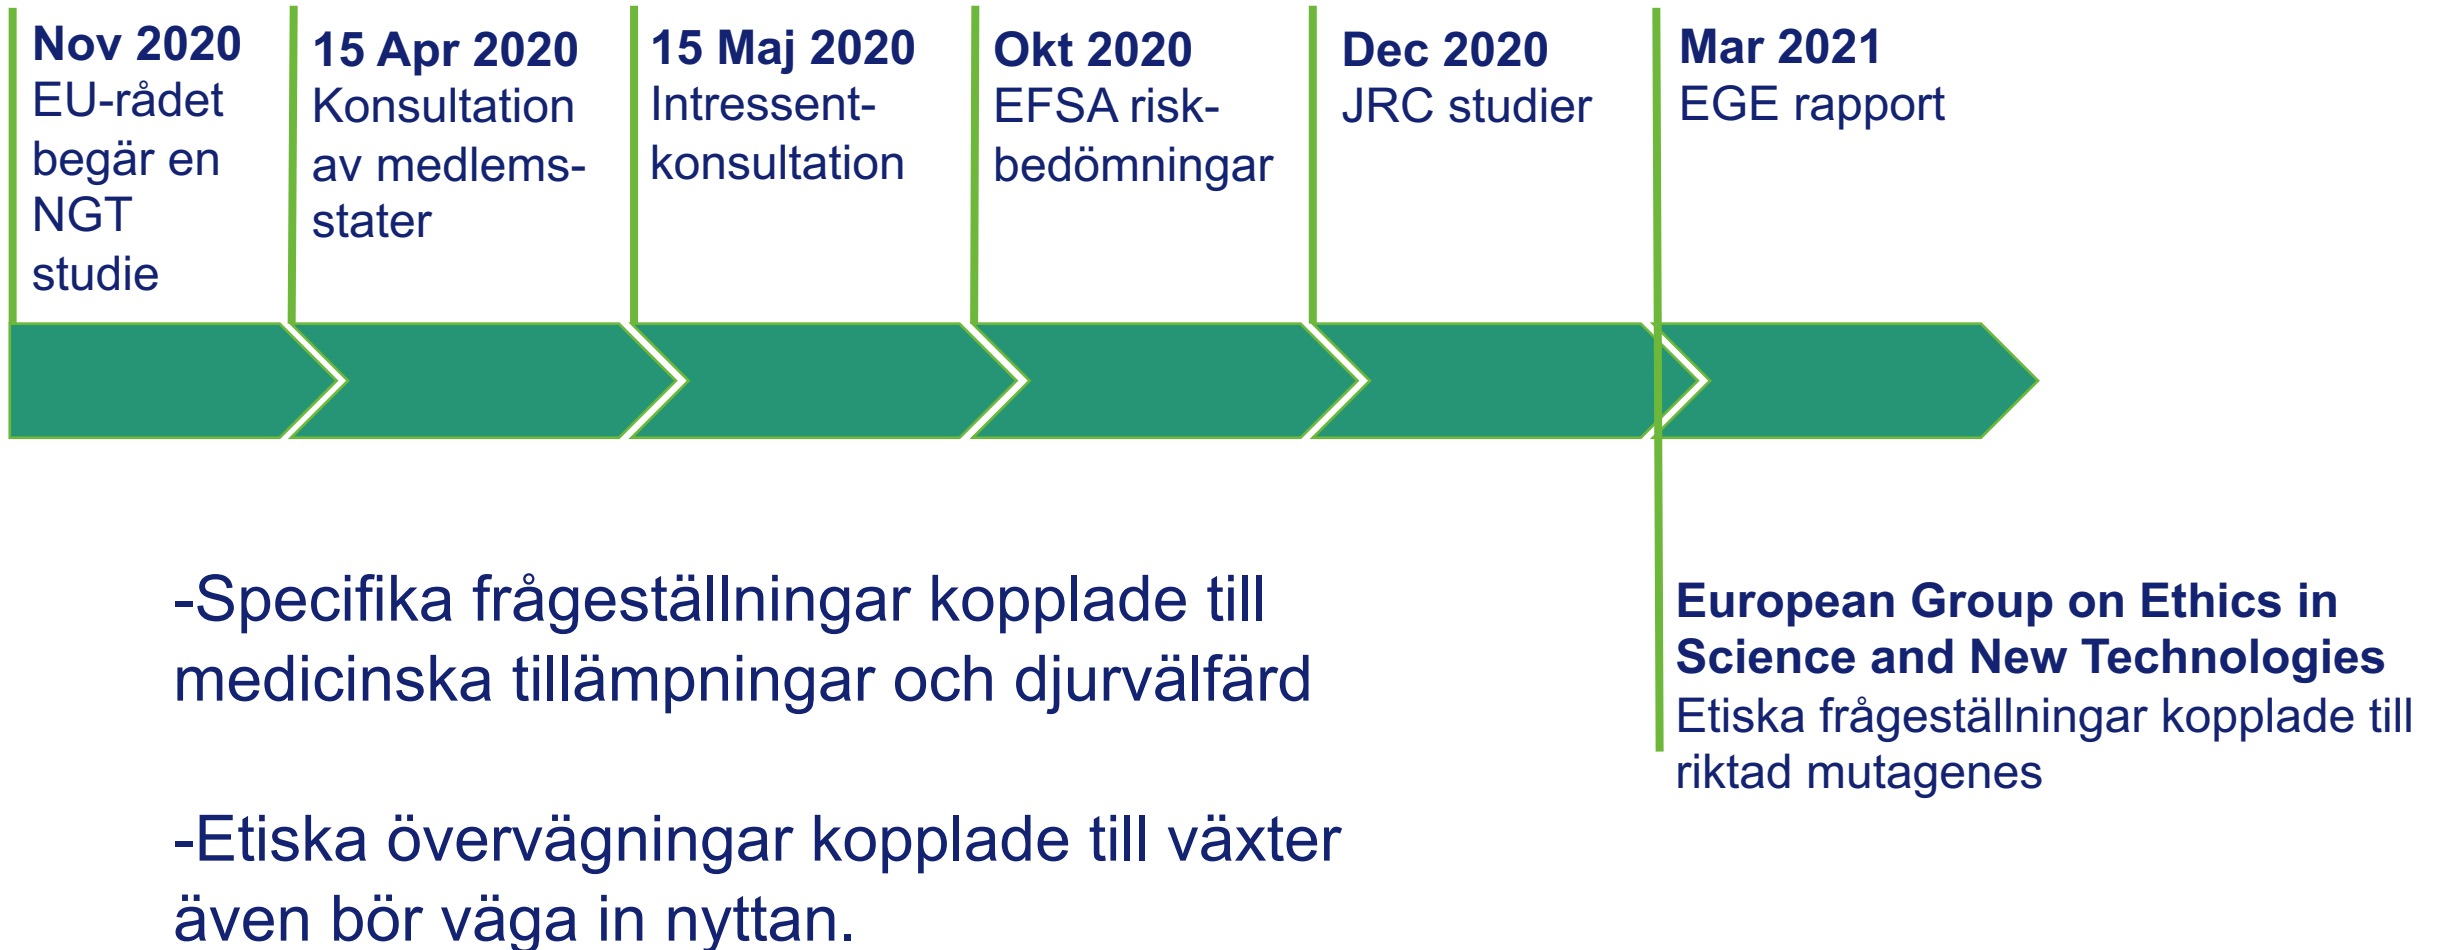 Nov 2020
EU-rådet
begär en
NGT
studie
15 Apr 2020
Konsultation
av medlems-
stater
15 Maj 2020
Intressent-
konsultation
Okt 2020
EFSA risk-
bedömningar
Dec 2020
JRC studier
Mar 2021
EGE rapport
-Specifika frågeställningar kopplade till
medicinska tillämpningar och djurvälfärd
-Etiska övervägningar kopplade till växter
även bör väga in nyttan.
European Group on Ethics in
Science and New Technologies
Etiska frågeställningar kopplade till
riktad mutagenes